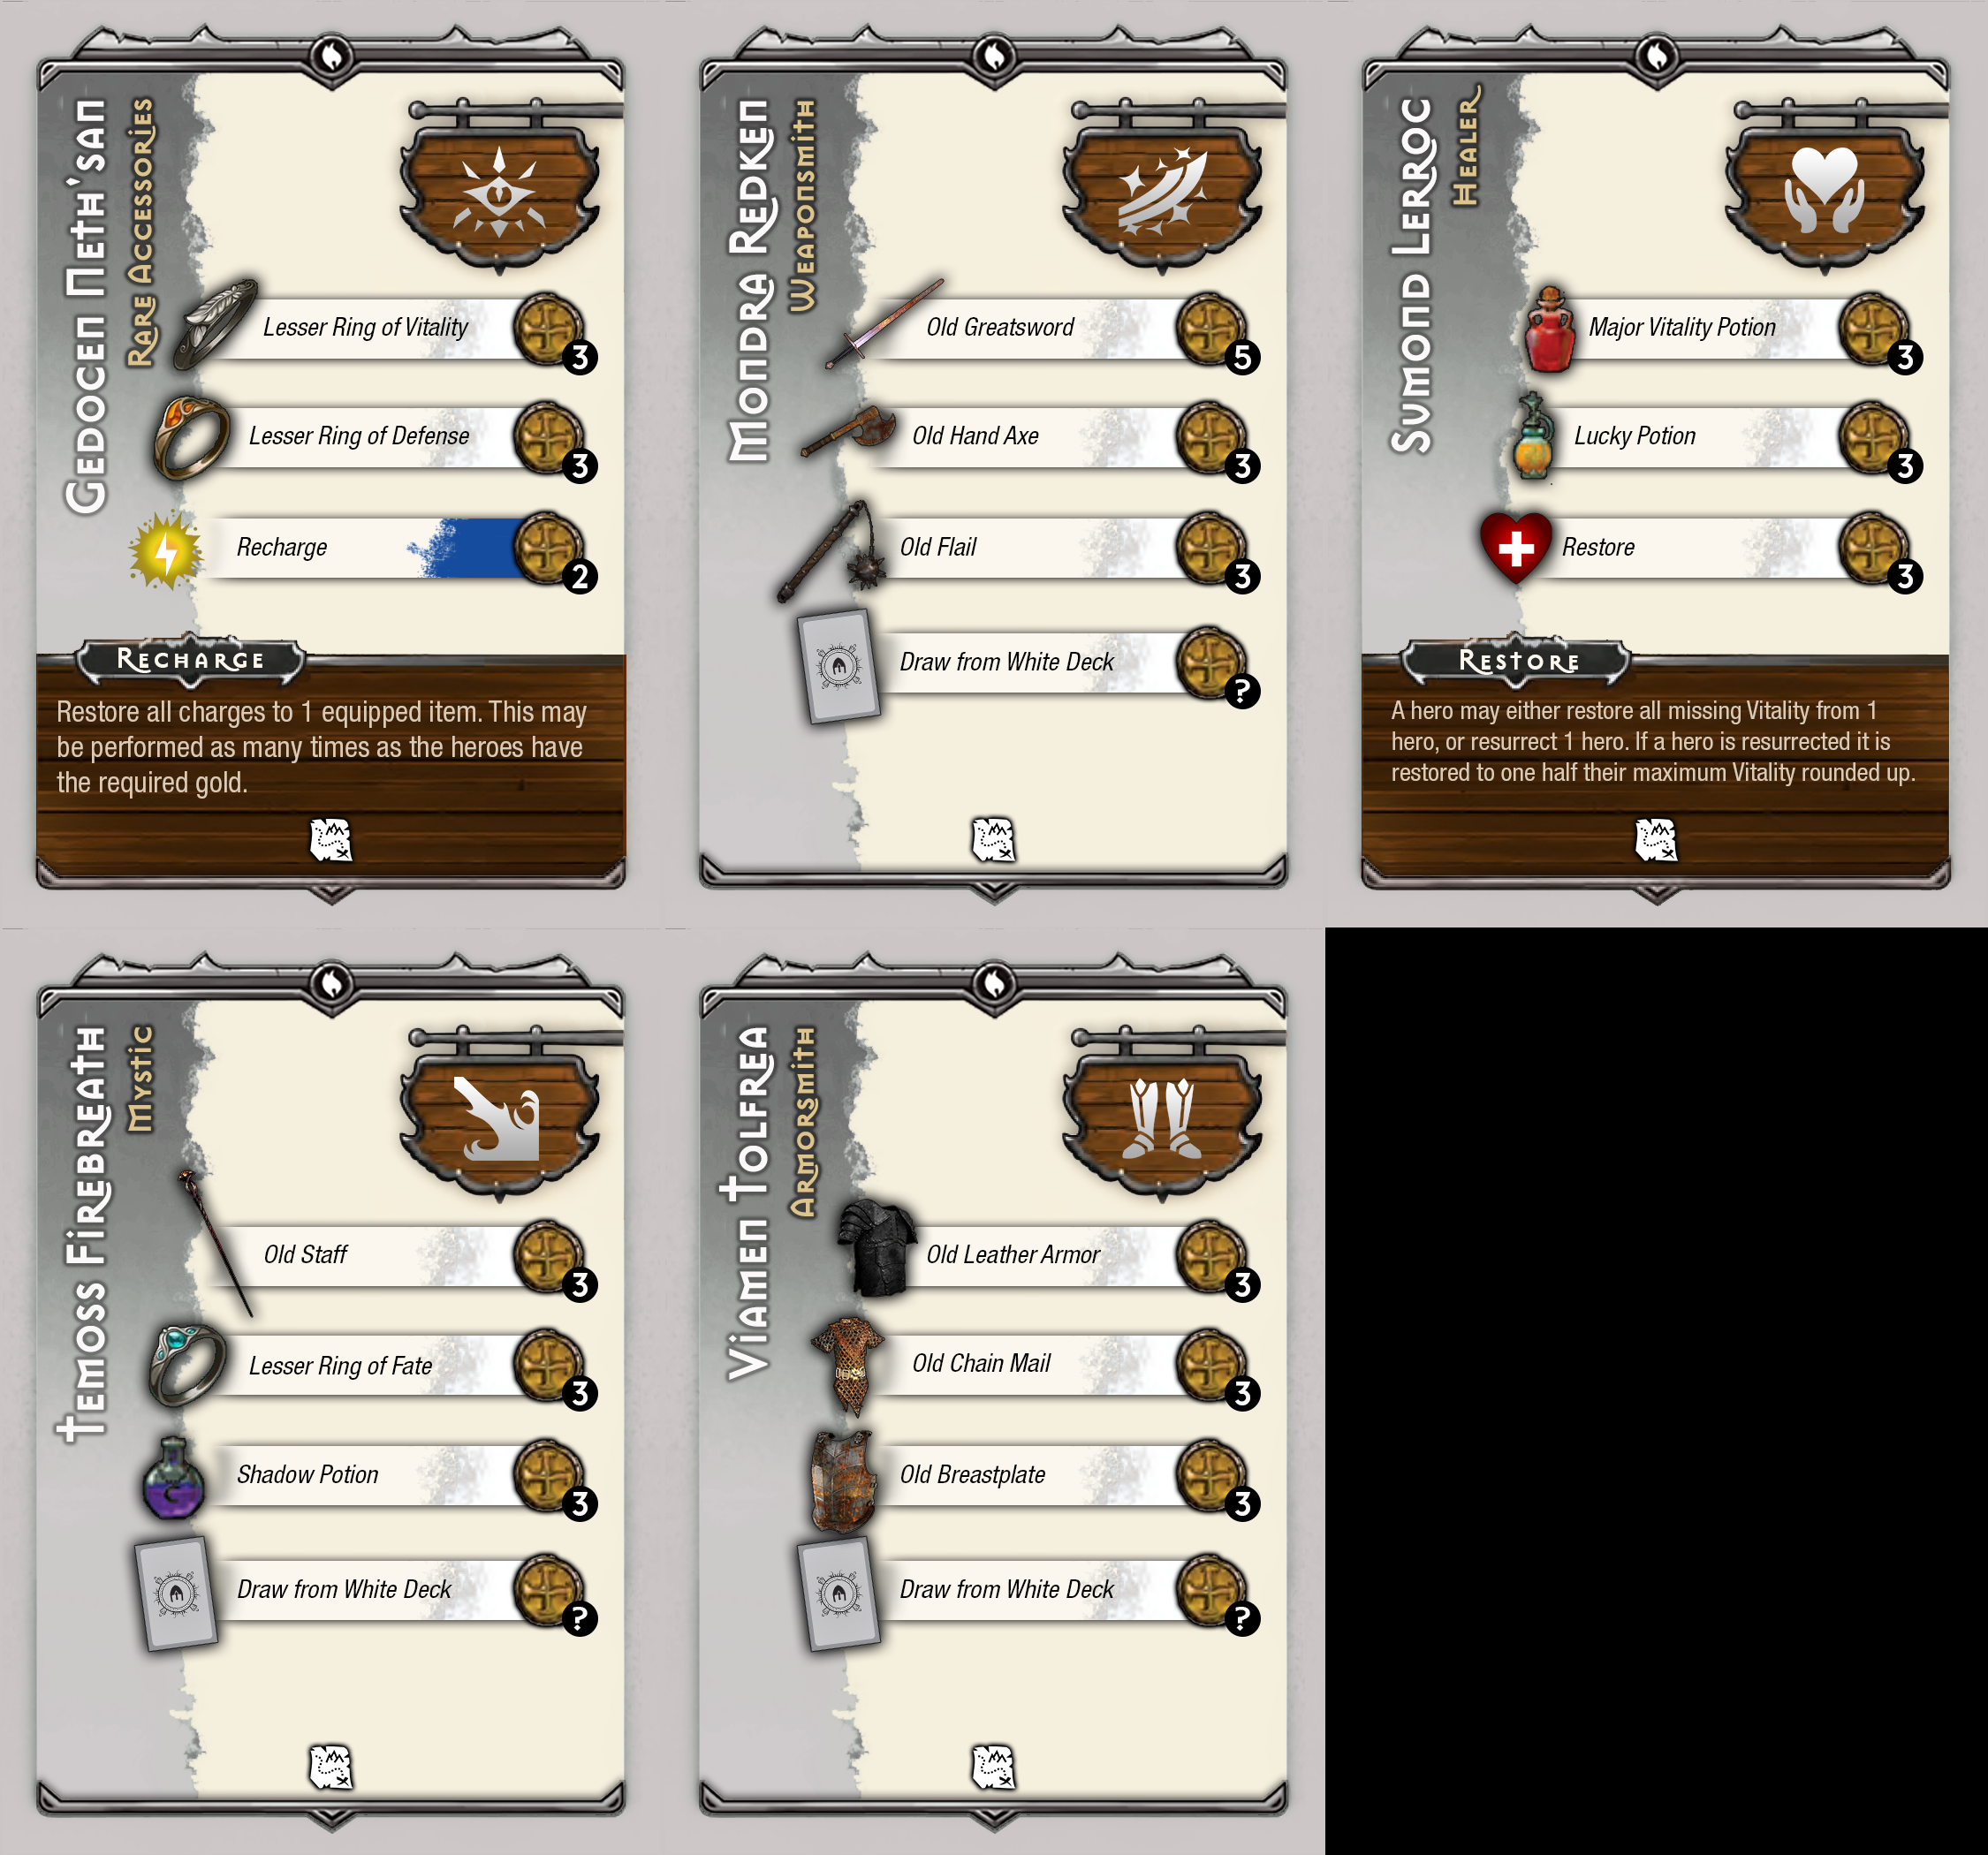 Gedocen Meth'san
Rare Accessories
Lesser Ring of Vitality
3
Lesser Ring of Defense
3
Recharge
2
Recharge
Restore all charges to 1 equipped item. This may
be performed as many times as the heroes have
the required gold.
Mondra Redken
Weaponsmith
Old Greatsword
5
Old Hand Axe
3
Old Flail
3
Draw from White Deck
?
Sumond Lerroc
Healer
Major Vitality Potion
3
Lucky Potion
3
Restore
3
Restore
A hero may either restore all missing Vitality from 1
hero, or resurrect 1 hero. If a hero is resurrected it is
restored to one half their maximum Vitality rounded up.
Temoss Firebreath
Mystic
Old Staff
3
Lesser Ring of Fate
3
Shadow Potion
3
Draw from White Deck
?
Viamen Tolfrea
Armorsmith
Old Leather Armor
3
Old Chain Mail
3
Old Breastplate
3
Draw from White Deck
?